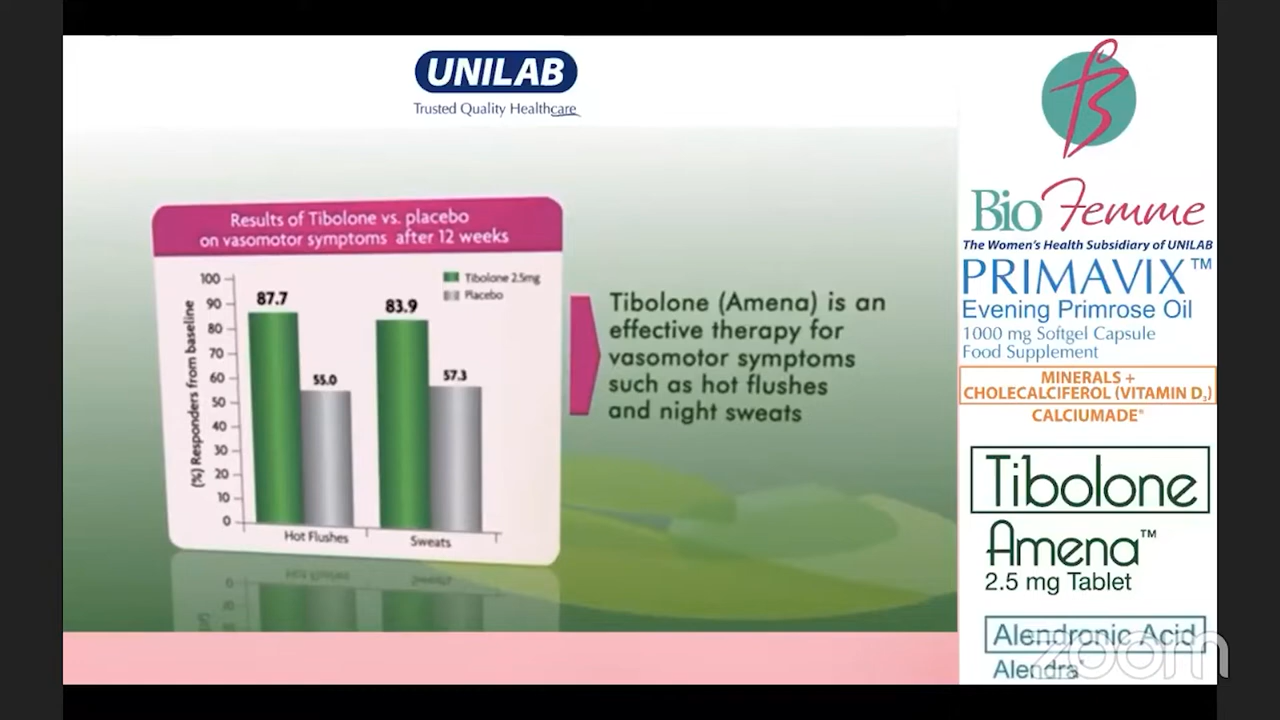 UNILAB
Trusted Quality Healthcare
Results of Tibolone vs. placebo
on vasomotor symptoms after 12 weeks
(%) Responders from baseline
100
90
80
70
60
50
40
30
20
10
0
Tibolone 2.5mg
Placebo
87.7
55.0
83.9
57.3
Hot Flushes
Sweats
Tibolone (Amena) is an
effective therapy for
vasomotor symptoms
such as hot flushes
and night sweats
Bio Femme
The Women's Health Subsidiary of UNILAB
PRIMAVIX™
Evening Primrose Oil
1000 mg Softgel Capsule
Food Supplement
MINERALS +
CHOLECALCIFEROL (VITAMIN D₃)
CALCIUMADE®
Tibolone
Amena™
2.5 mg Tablet
Alendronic Acid
Alendra
zoom